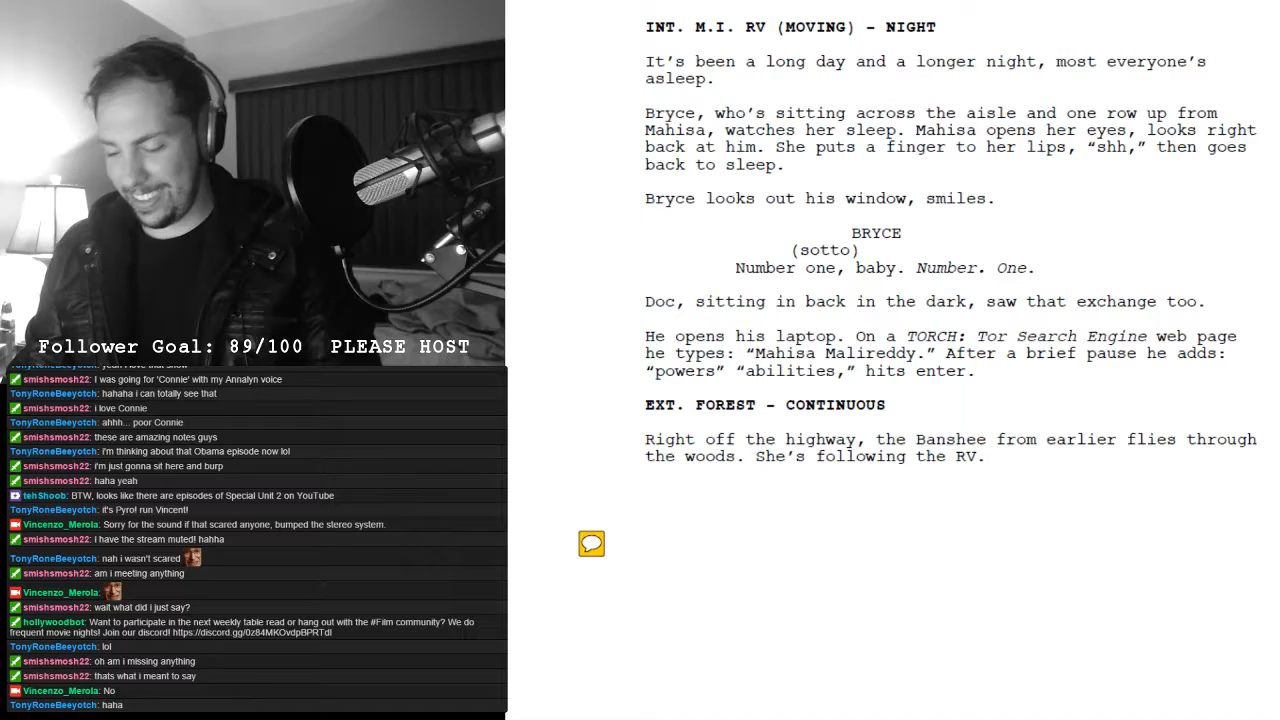 INT. M.I. RV (MOVING) – NIGHT
It’s been a long day and a longer night, most everyone’s
asleep.
Bryce, who’s sitting across the aisle and one row up from
Mahisa, watches her sleep. Mahisa opens her eyes, looks right
back at him. She puts a finger to her lips, “shh,” then goes
back to sleep.
Bryce looks out his window, smiles.
BRYCE
(sotto)
Number one, baby. Number. One.
Doc, sitting in back in the dark, saw that exchange too.
He opens his laptop. On a TORCH: Tor Search Engine web page
he types: “Mahisa Malireddy.” After a brief pause he adds:
“powers” “abilities,” hits enter.
EXT. FOREST – CONTINUOUS
Right off the highway, the Banshee from earlier flies through
the woods. She’s following the RV.
Follower Goal: 89/100 PLEASE HOST
TonyRoneBeeyotch: yeah i love that show
smishsmosh22: I was going for 'Connie' with my Annalyn voice
TonyRoneBeeyotch: hahaha i can totally see that
smishsmosh22: i love Connie
TonyRoneBeeyotch: ahhh... poor Connie
smishsmosh22: these are amazing notes guys
TonyRoneBeeyotch: i'm thinking about that Obama episode now lol
smishsmosh22: i'm just gonna sit here and burp
smishsmosh22: haha yeah
tehShoob: BTW, looks like there are episodes of Special Unit 2 on YouTube
TonyRoneBeeyotch: it's Pyro! run Vincent!
Vincenzo_Merola: Sorry for the sound if that scared anyone, bumped the stereo system.
smishsmosh22: i have the stream muted! hahha
TonyRoneBeeyotch: nah i wasn't scared
smishsmosh22: am i meeting anything
Vincenzo_Merola:
smishsmosh22: wait what did i just say?
hollywoodbot: Want to participate in the next weekly table read or hang out with the #Film community? We do
frequent movie nights! Join our discord! https://discord.gg/0z84MKOvdpBPRTdI
TonyRoneBeeyotch: lol
smishsmosh22: oh am i missing anything
smishsmosh22: thats what i meant to say
Vincenzo_Merola: No
TonyRoneBeeyotch: haha